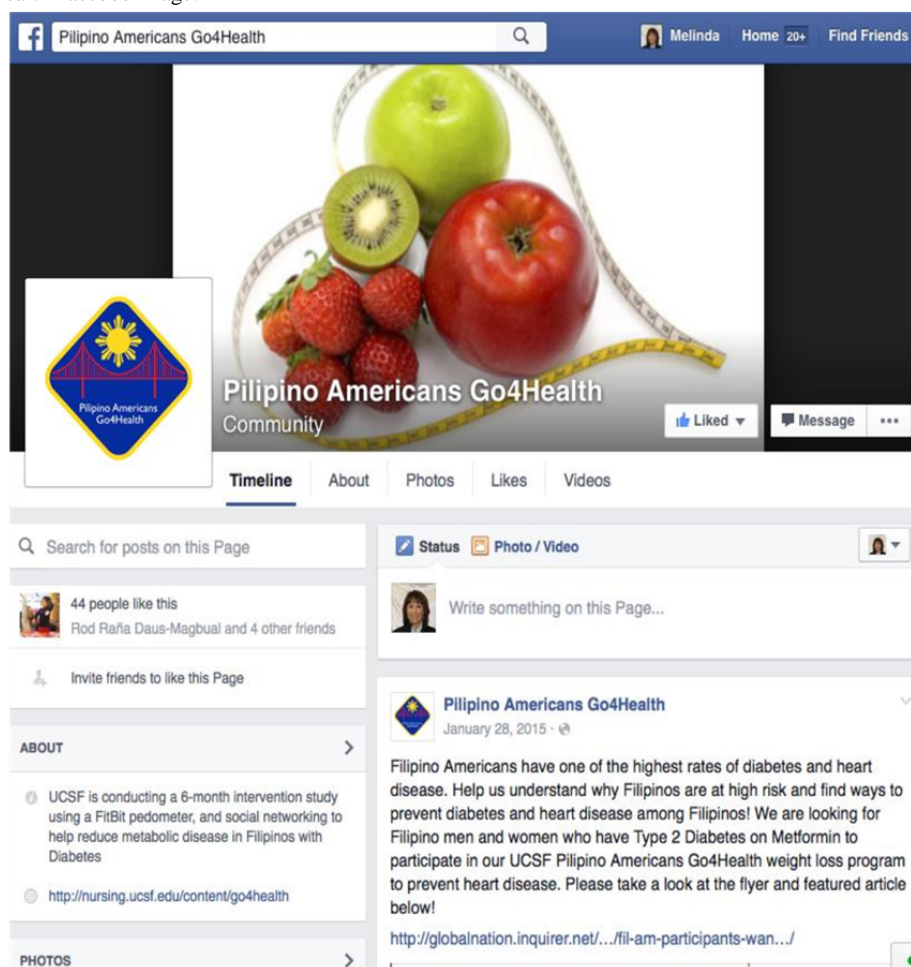 Pilipino Americans Go4Health
Melinda Home 20+ Find Friends
Pilipino Americans
Go4Health
Pilipino Americans Go4Health
Community
Liked
Message
Timeline About Photos Likes Videos
Search for posts on this Page
44 people like this
Rod Raña Daus-Magbual and 4 other friends
Invite friends to like this Page
ABOUT
UCSF is conducting a 6-month intervention study
using a FitBit pedometer, and social networking to
help reduce metabolic disease in Filipinos with
Diabetes
http://nursing.ucsf.edu/content/go4health
PHOTOS
Status Photo / Video
Write something on this Page...
Pilipino Americans Go4Health
January 28, 2015 ·
Filipino Americans have one of the highest rates of diabetes and heart
disease. Help us understand why Filipinos are at high risk and find ways to
prevent diabetes and heart disease among Filipinos! We are looking for
Filipino men and women who have Type 2 Diabetes on Metformin to
participate in our UCSF Pilipino Americans Go4Health weight loss program
to prevent heart disease. Please take a look at the flyer and featured article
below!
http://globalnation.inquirer.net/.../fil-am-participants-wan.../